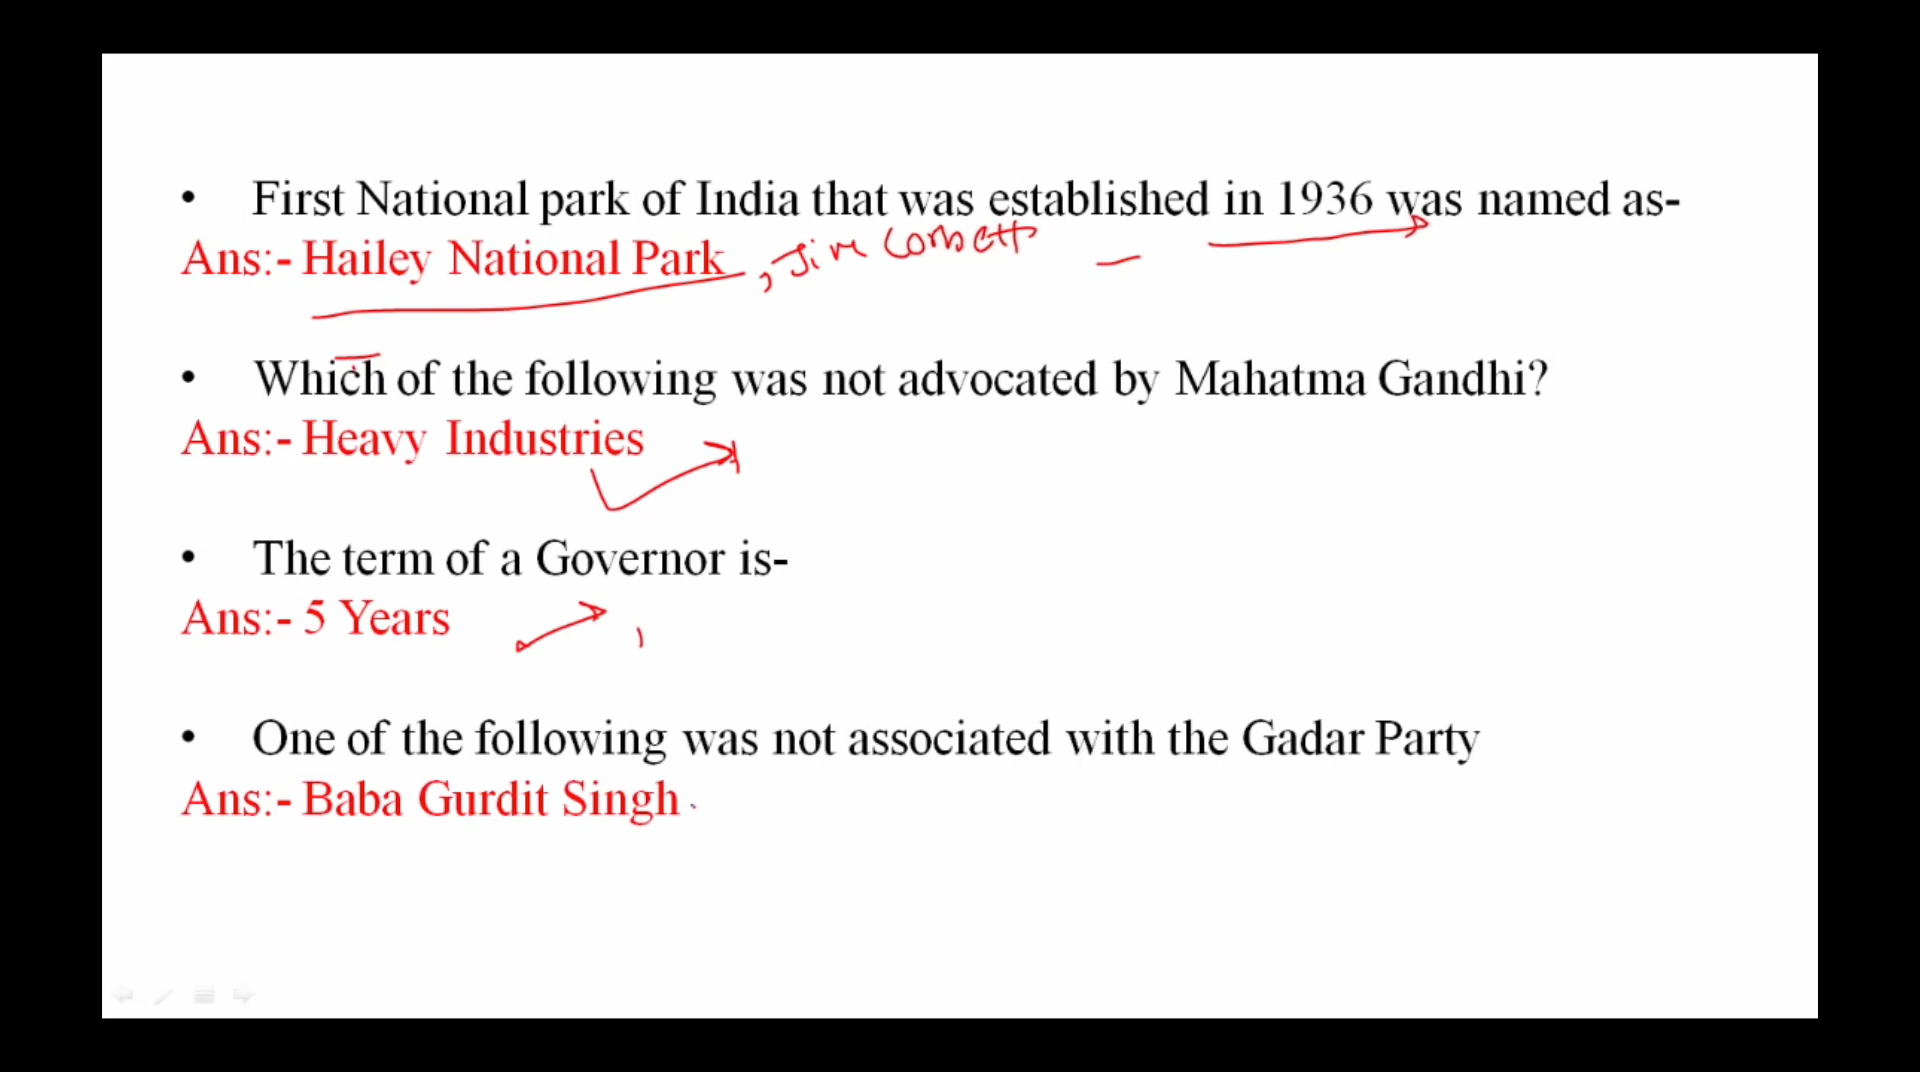 • First National park of India that was established in 1936 was named as-
Ans:- Hailey National Park , Jim Corbett
• Which of the following was not advocated by Mahatma Gandhi?
Ans:- Heavy Industries
• The term of a Governor is-
Ans:- 5 Years
• One of the following was not associated with the Gadar Party
Ans:- Baba Gurdit Singh